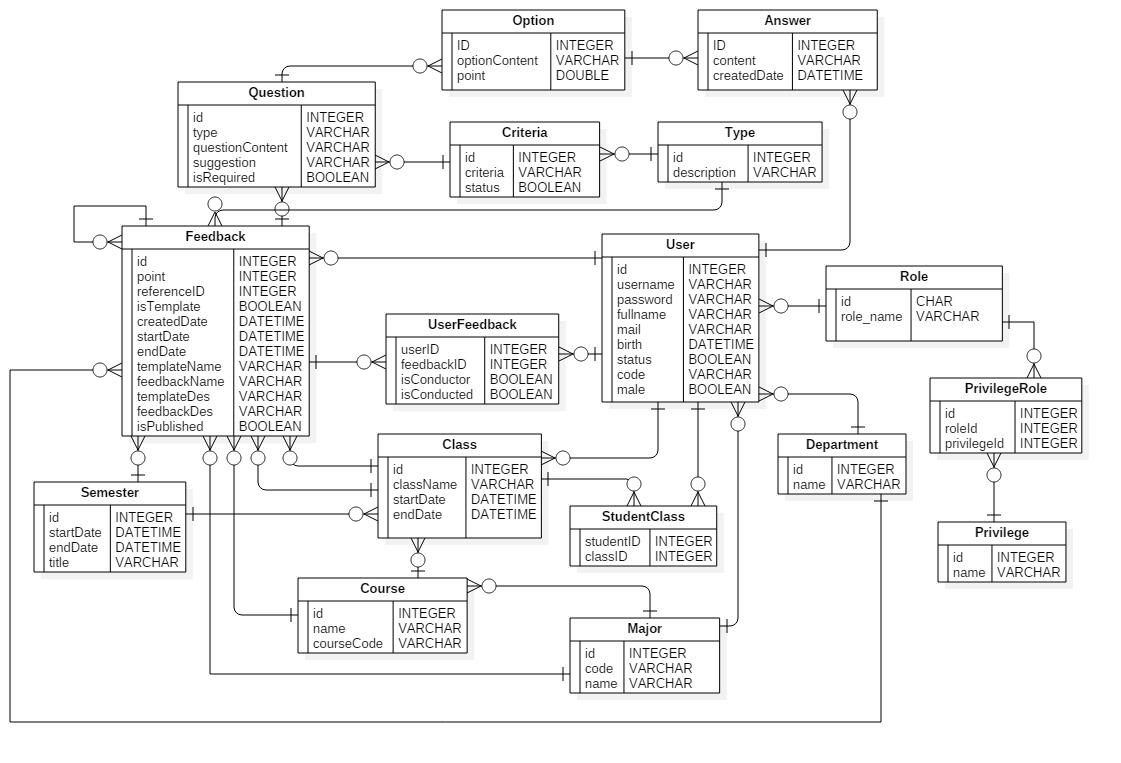 Option
ID INTEGER
optionContent VARCHAR
point DOUBLE
Answer
ID INTEGER
content VARCHAR
createdDate DATETIME
Question
id INTEGER
type VARCHAR
questionContent VARCHAR
suggestion VARCHAR
isRequired BOOLEAN
Criteria
id INTEGER
criteria VARCHAR
status BOOLEAN
Type
id INTEGER
description VARCHAR
Feedback
id INTEGER
point INTEGER
referenceID INTEGER
isTemplate BOOLEAN
createdDate DATETIME
startDate DATETIME
endDate DATETIME
templateName VARCHAR
feedbackName VARCHAR
templateDes VARCHAR
feedbackDes VARCHAR
isPublished BOOLEAN
User
id INTEGER
username VARCHAR
password VARCHAR
fullname VARCHAR
mail VARCHAR
birth DATETIME
status BOOLEAN
code VARCHAR
male BOOLEAN
Role
id CHAR
role_name VARCHAR
UserFeedback
userID INTEGER
feedbackID INTEGER
isConductor BOOLEAN
isConducted BOOLEAN
PrivilegeRole
id INTEGER
roleId INTEGER
privilegeId INTEGER
Class
id INTEGER
className VARCHAR
startDate DATETIME
endDate DATETIME
Department
id INTEGER
name VARCHAR
Semester
id INTEGER
startDate DATETIME
endDate DATETIME
title VARCHAR
StudentClass
studentID INTEGER
classID INTEGER
Privilege
id INTEGER
name VARCHAR
Course
id INTEGER
name VARCHAR
courseCode VARCHAR
Major
id INTEGER
code VARCHAR
name VARCHAR